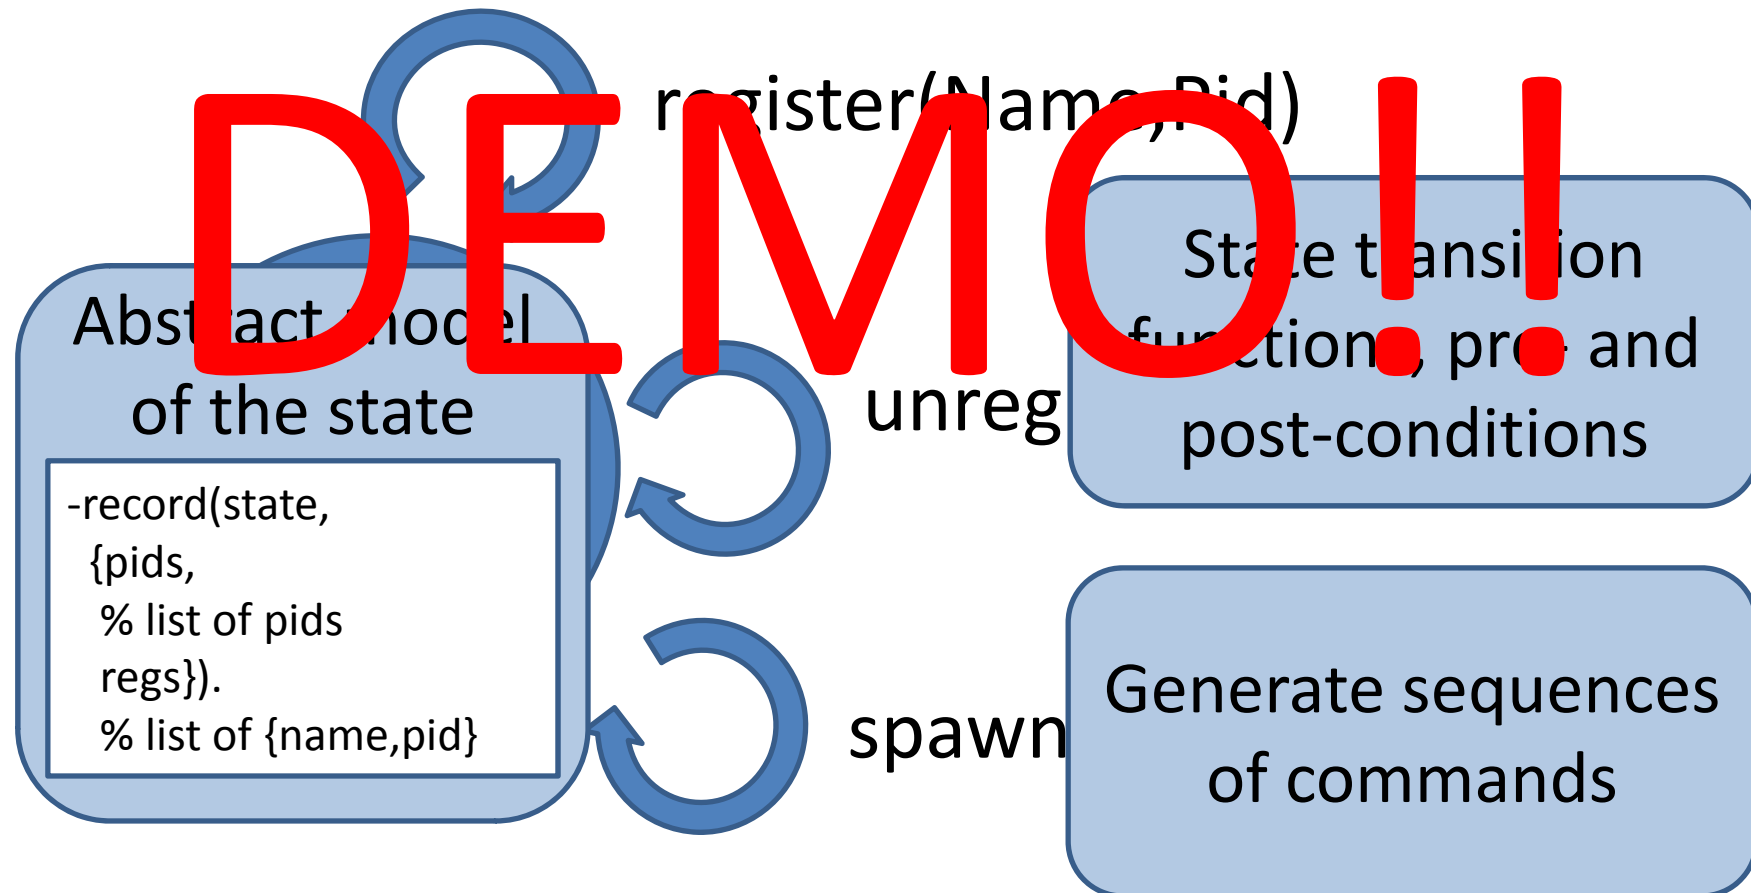 DEMO!!
register(Name,Pid)
Abstract model
of the state
-record(state,
{pids,
% list of pids
regs}).
% list of {name,pid}
unreg
spawn
State transition
functions, pre- and
post-conditions
Generate sequences
of commands